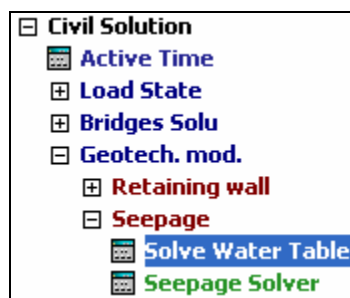 Civil Solution
Active Time
Load State
Bridges Solu
Geotech. mod.
Retaining wall
Seepage
Solve Water Table
Seepage Solver